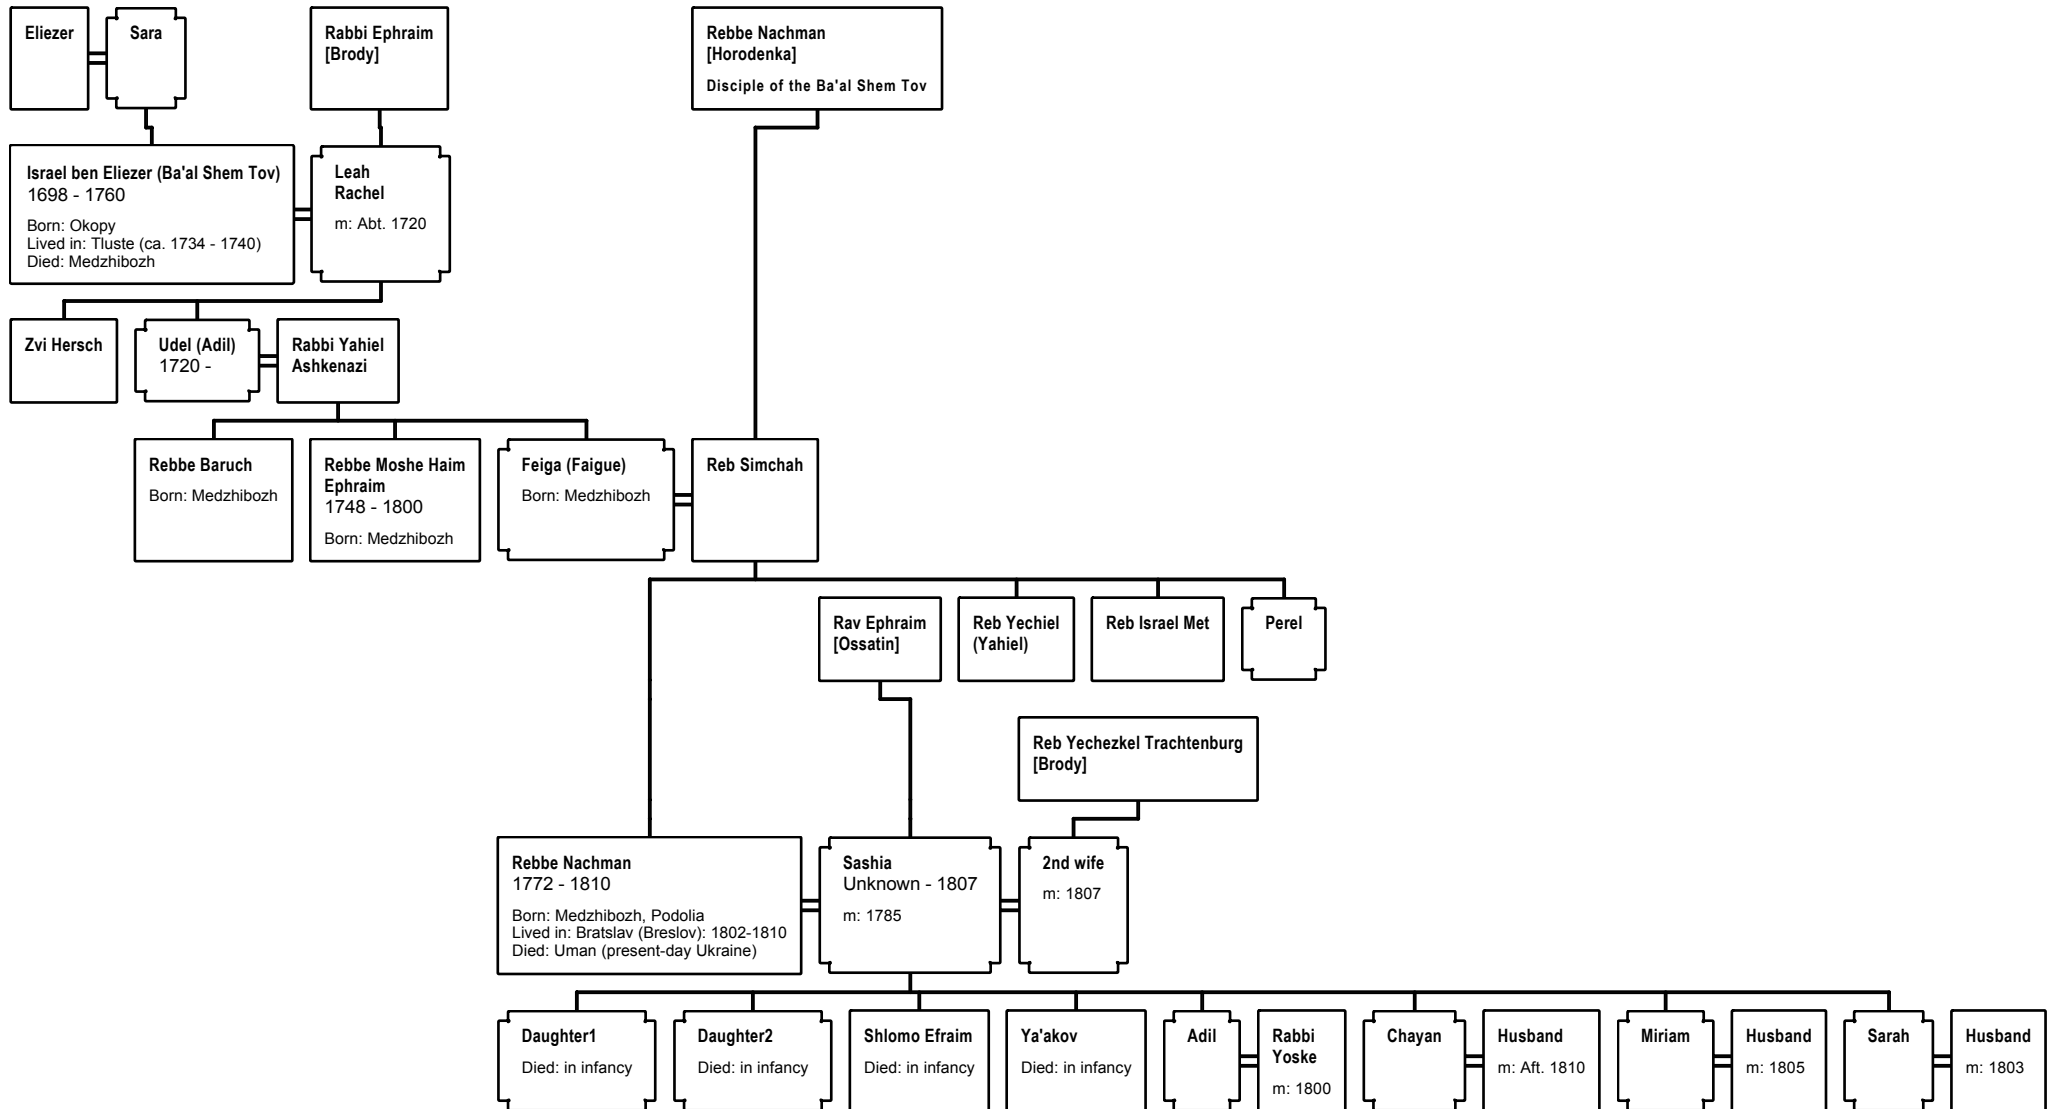 Eliezer
Sara
Rabbi Ephraim
[Brody]
Rebbe Nachman
[Horodenka]
Disciple of the Ba'al Shem Tov
Israel ben Eliezer (Ba'al Shem Tov)
1698 - 1760
Born: Okopy
Lived in: Tluste (ca. 1734 - 1740)
Died: Medzhibozh
Leah
Rachel
m: Abt. 1720
Zvi Hersch
Udel (Adil)
1720 -
Rabbi Yahiel
Ashkenazi
Rebbe Baruch
Born: Medzhibozh
Rebbe Moshe Haim
Ephraim
1748 - 1800
Born: Medzhibozh
Feiga (Faigue)
Born: Medzhibozh
Reb Simchah
Rav Ephraim
[Ossatin]
Reb Yechiel
(Yahiel)
Reb Israel Met
Perel
Reb Yechezkel Trachtenburg
[Brody]
Rebbe Nachman
1772 - 1810
Born: Medzhibozh, Podolia
Lived in: Bratslav (Breslov): 1802-1810
Died: Uman (present-day Ukraine)
Sashia
Unknown - 1807
m: 1785
2nd wife
m: 1807
Daughter1
Died: in infancy
Daughter2
Died: in infancy
Shlomo Efraim
Died: in infancy
Ya'akov
Died: in infancy
Adil
Rabbi
Yoske
m: 1800
Chayan
Husband
m: Aft. 1810
Miriam
Husband
m: 1805
Sarah
Husband
m: 1803